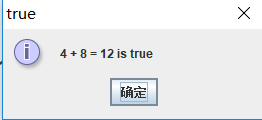 true
4 + 8 = 12 is true
确定